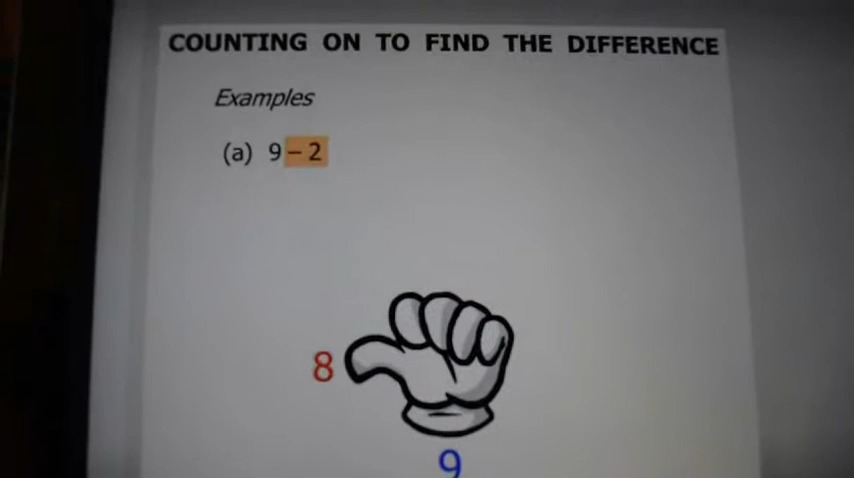 COUNTING ON TO FIND THE DIFFERENCE
Examples
(a) 9 – 2
8
9